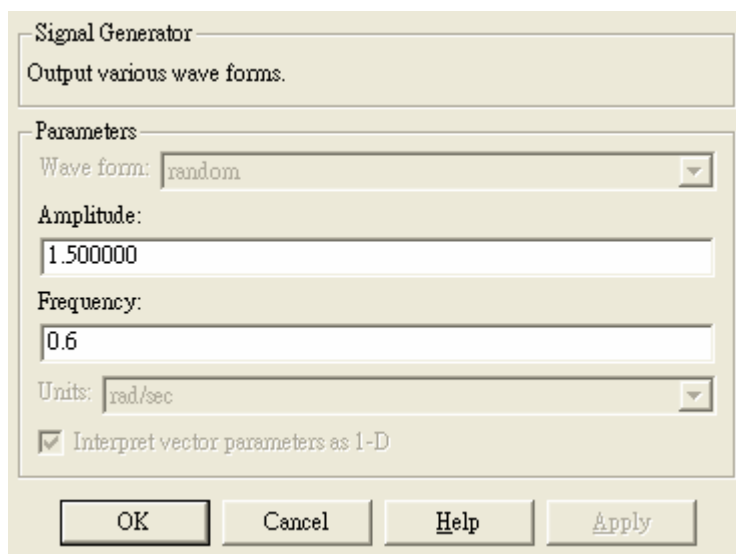 Signal Generator
Output various wave forms.
Parameters
Wave form: random
Amplitude:
1.500000
Frequency:
0.6
Units: rad/sec
Interpret vector parameters as 1-D
OK Cancel Help Apply